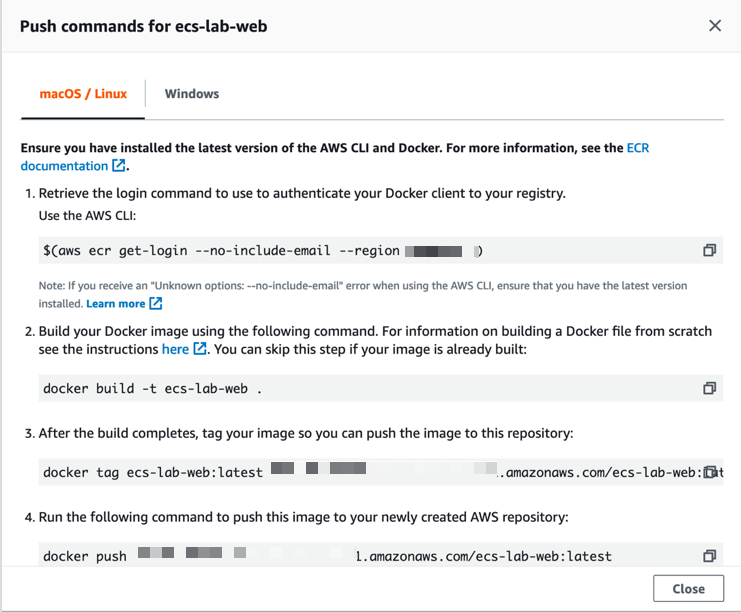 Push commands for ecs-lab-web
macOS / Linux
Windows
Ensure you have installed the latest version of the AWS CLI and Docker. For more information, see the ECR
documentation.
1. Retrieve the login command to use to authenticate your Docker client to your registry.
Use the AWS CLI:
$(aws ecr get-login --no-include-email --region )
Note: If you receive an "Unknown options: --no-include-email" error when using the AWS CLI, ensure that you have the latest version
installed. Learn more
2. Build your Docker image using the following command. For information on building a Docker file from scratch
see the instructions here. You can skip this step if your image is already built:
docker build -t ecs-lab-web .
3. After the build completes, tag your image so you can push the image to this repository:
docker tag ecs-lab-web:latest .amazonaws.com/ecs-lab-web:
4. Run the following command to push this image to your newly created AWS repository:
docker push 1.amazonaws.com/ecs-lab-web:latest
Close